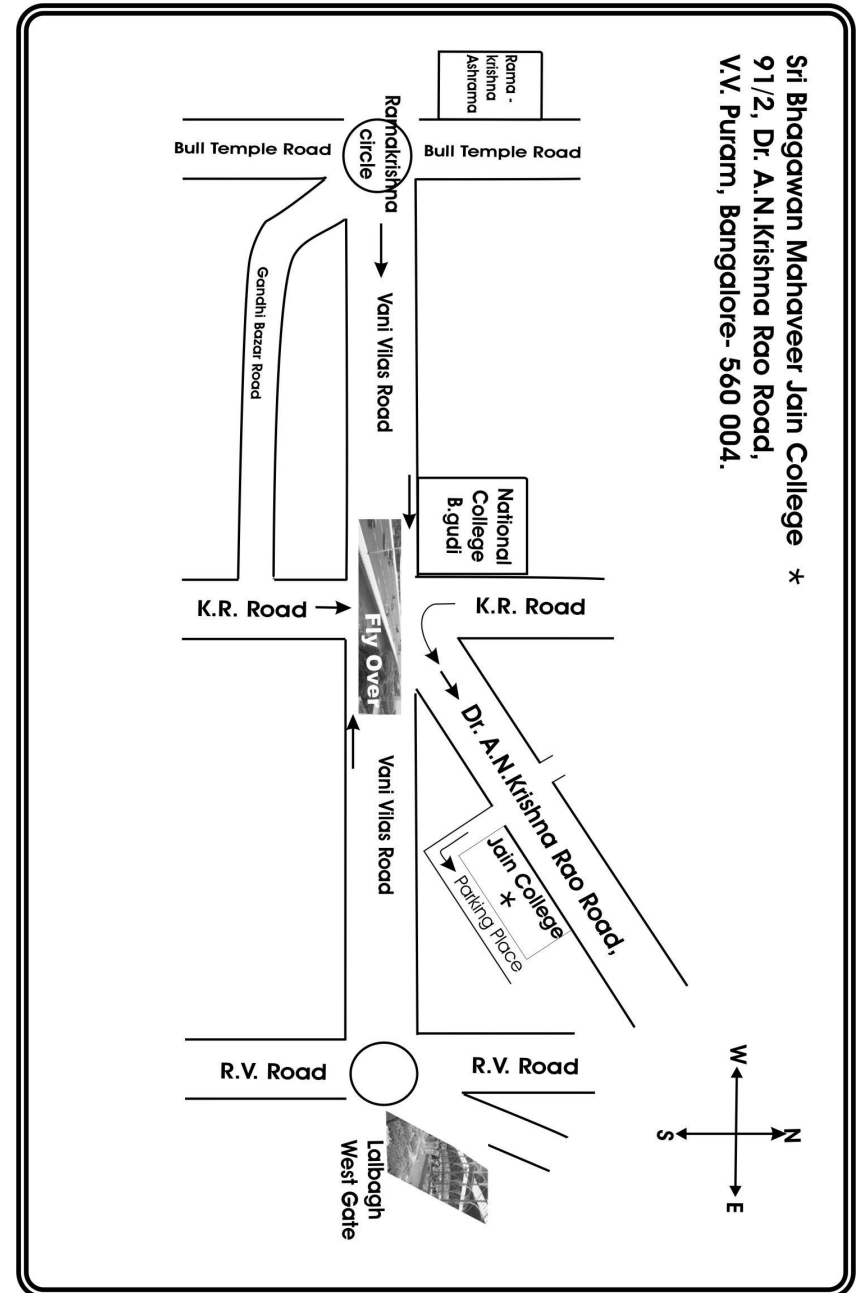 Sri Bhagawan Mahaveer Jain College *
91/2, Dr. A.N.Krishna Rao Road,
V.V. Puram, Bangalore- 560 004.
Rama -
krishna
Ashrama
Bull Temple Road
Ramakrishna
circle
Bull Temple Road
Gandhi Bazar Road
Vani Vilas Road
National
College
B.gudi
K.R. Road
Fly Over
K.R. Road
Dr. A.N.Krishna Rao Road,
Jain College
*
Parking Place
Vani Vilas Road
R.V. Road
R.V. Road
Lalbagh
West Gate
W
N
S
E